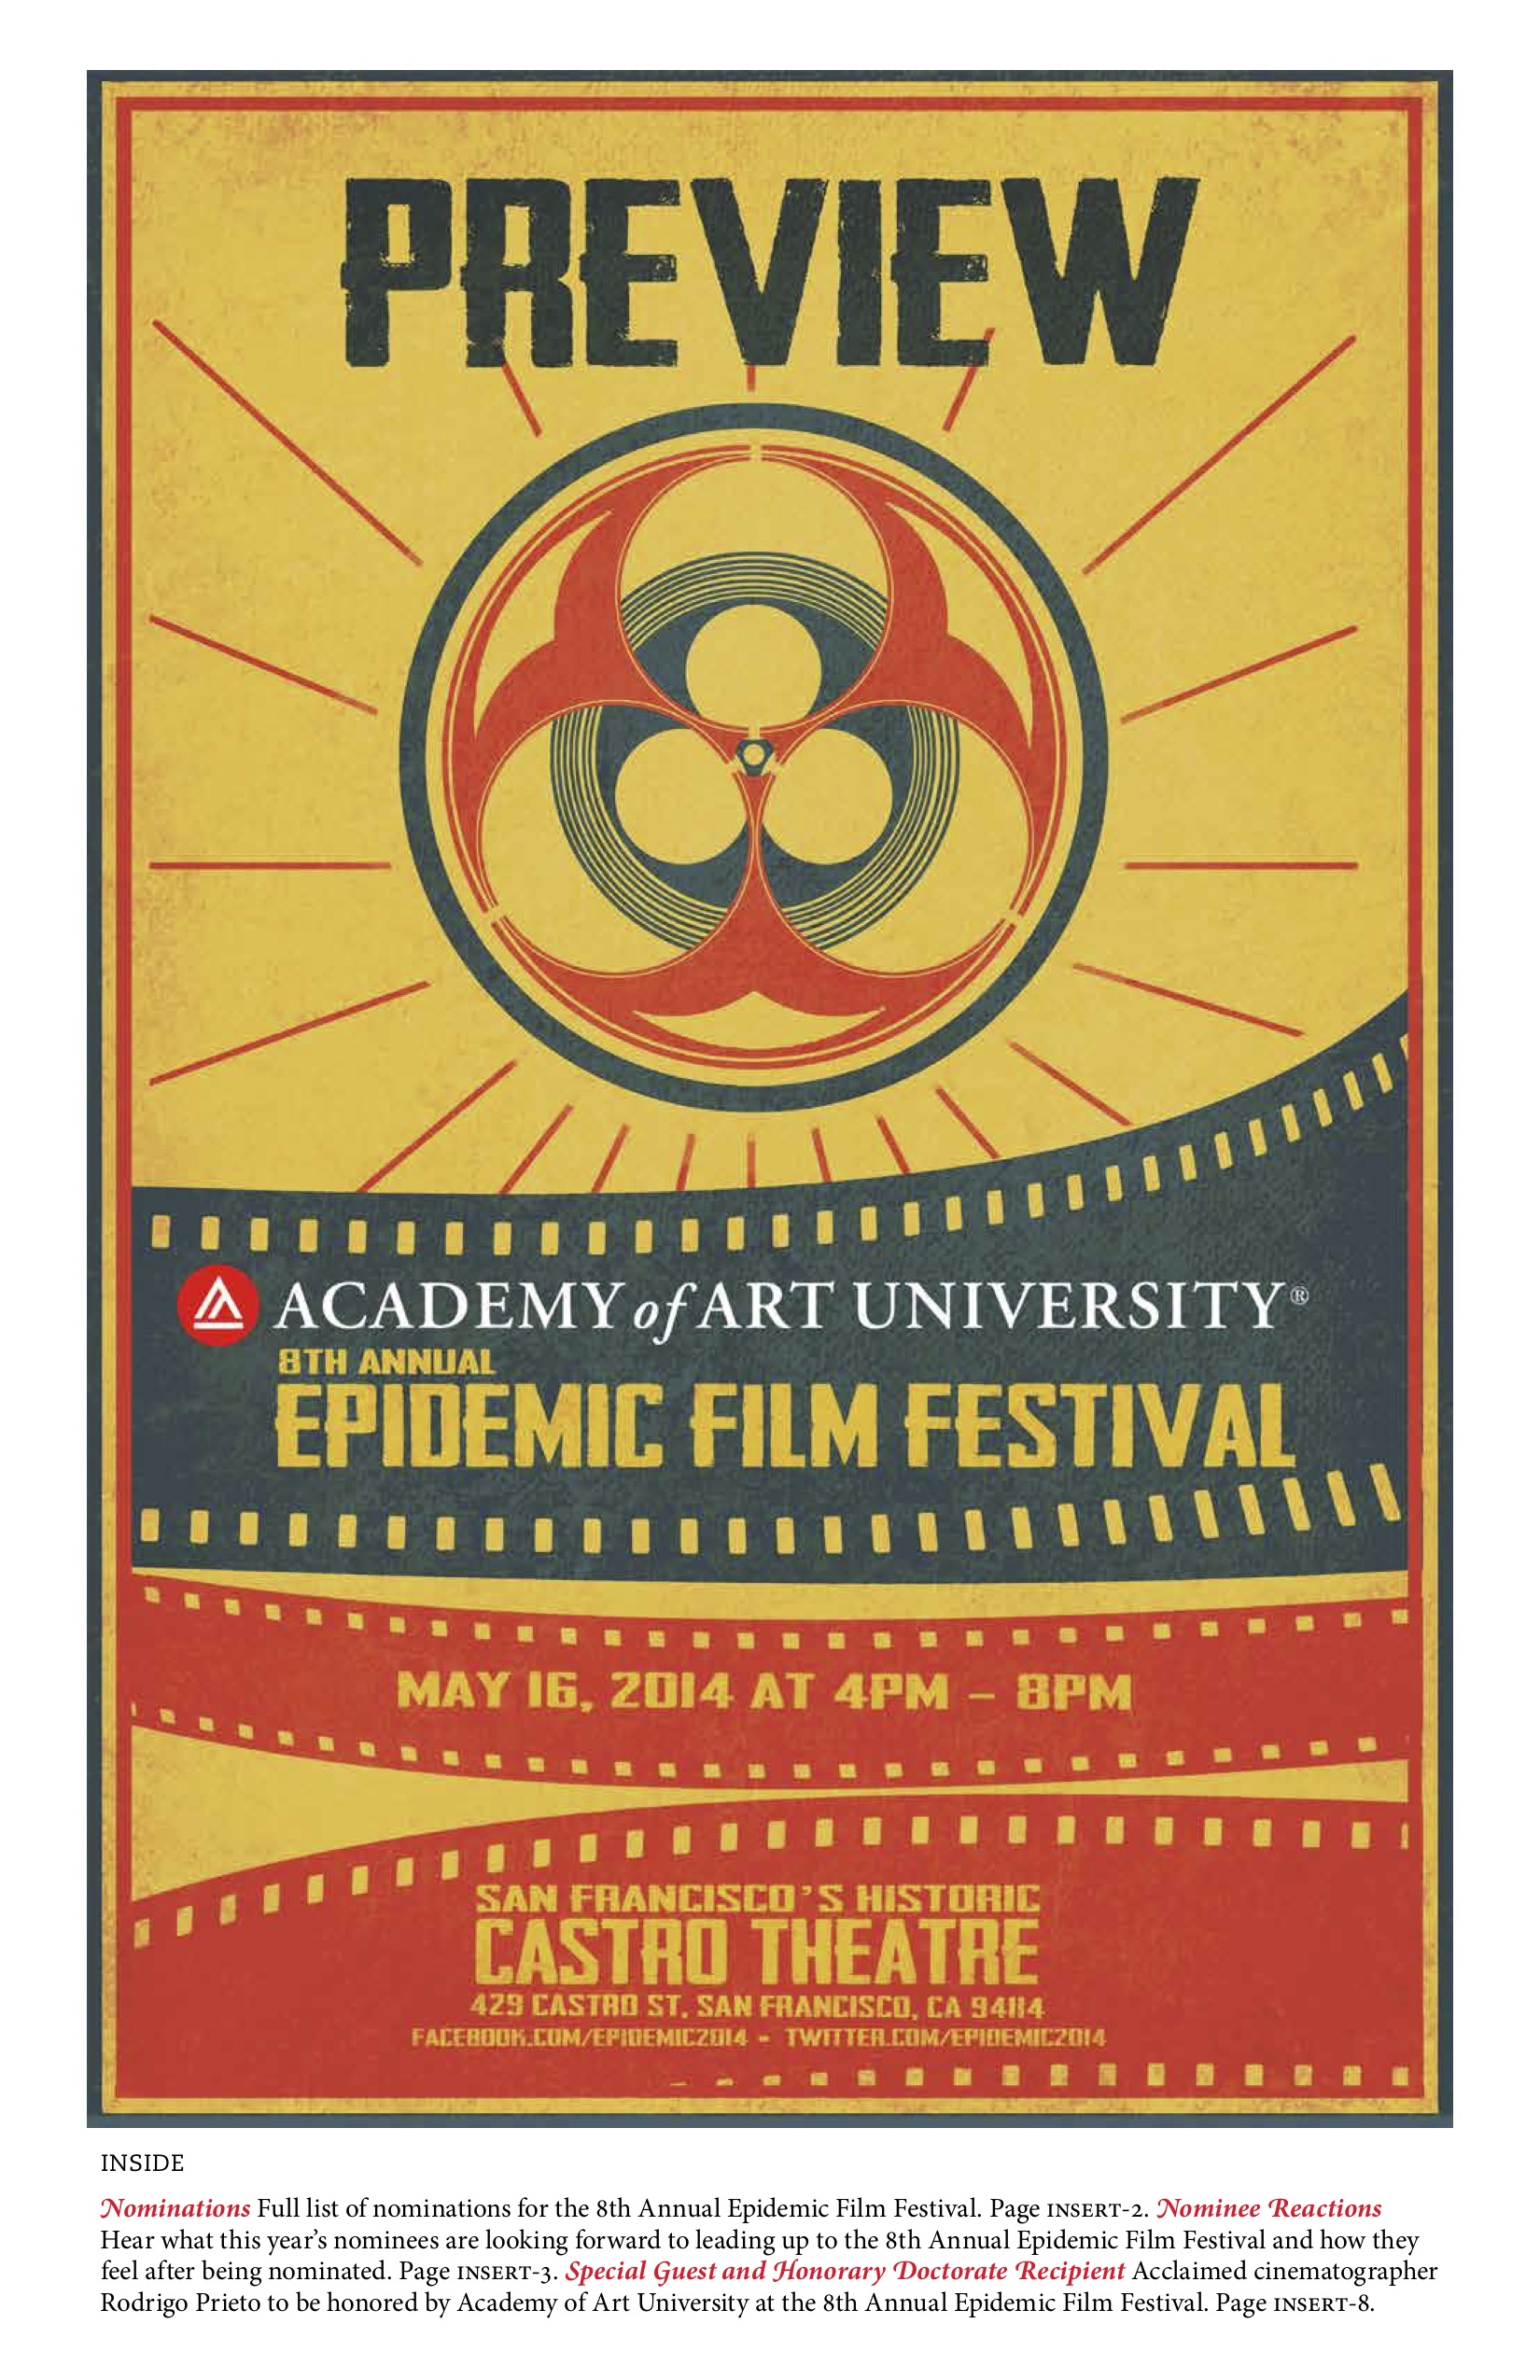 PREVIEW
ACADEMY of ART UNIVERSITY®
8TH ANNUAL
EPIDEMIC FILM FESTIVAL
MAY 16, 2014 AT 4PM – 8PM
SAN FRANCISCO'S HISTORIC
CASTRO THEATRE
429 CASTRO ST, SAN FRANCISCO, CA 94114
FACEBOOK.COM/EPIDEMIC2014 - TWITTER.COM/EPIDEMIC2014
INSIDE
Nominations Full list of nominations for the 8th Annual Epidemic Film Festival. Page INSERT-2. Nominee Reactions
Hear what this year’s nominees are looking forward to leading up to the 8th Annual Epidemic Film Festival and how they
feel after being nominated. Page INSERT-3. Special Guest and Honorary Doctorate Recipient Acclaimed cinematographer
Rodrigo Prieto to be honored by Academy of Art University at the 8th Annual Epidemic Film Festival. Page INSERT-8.